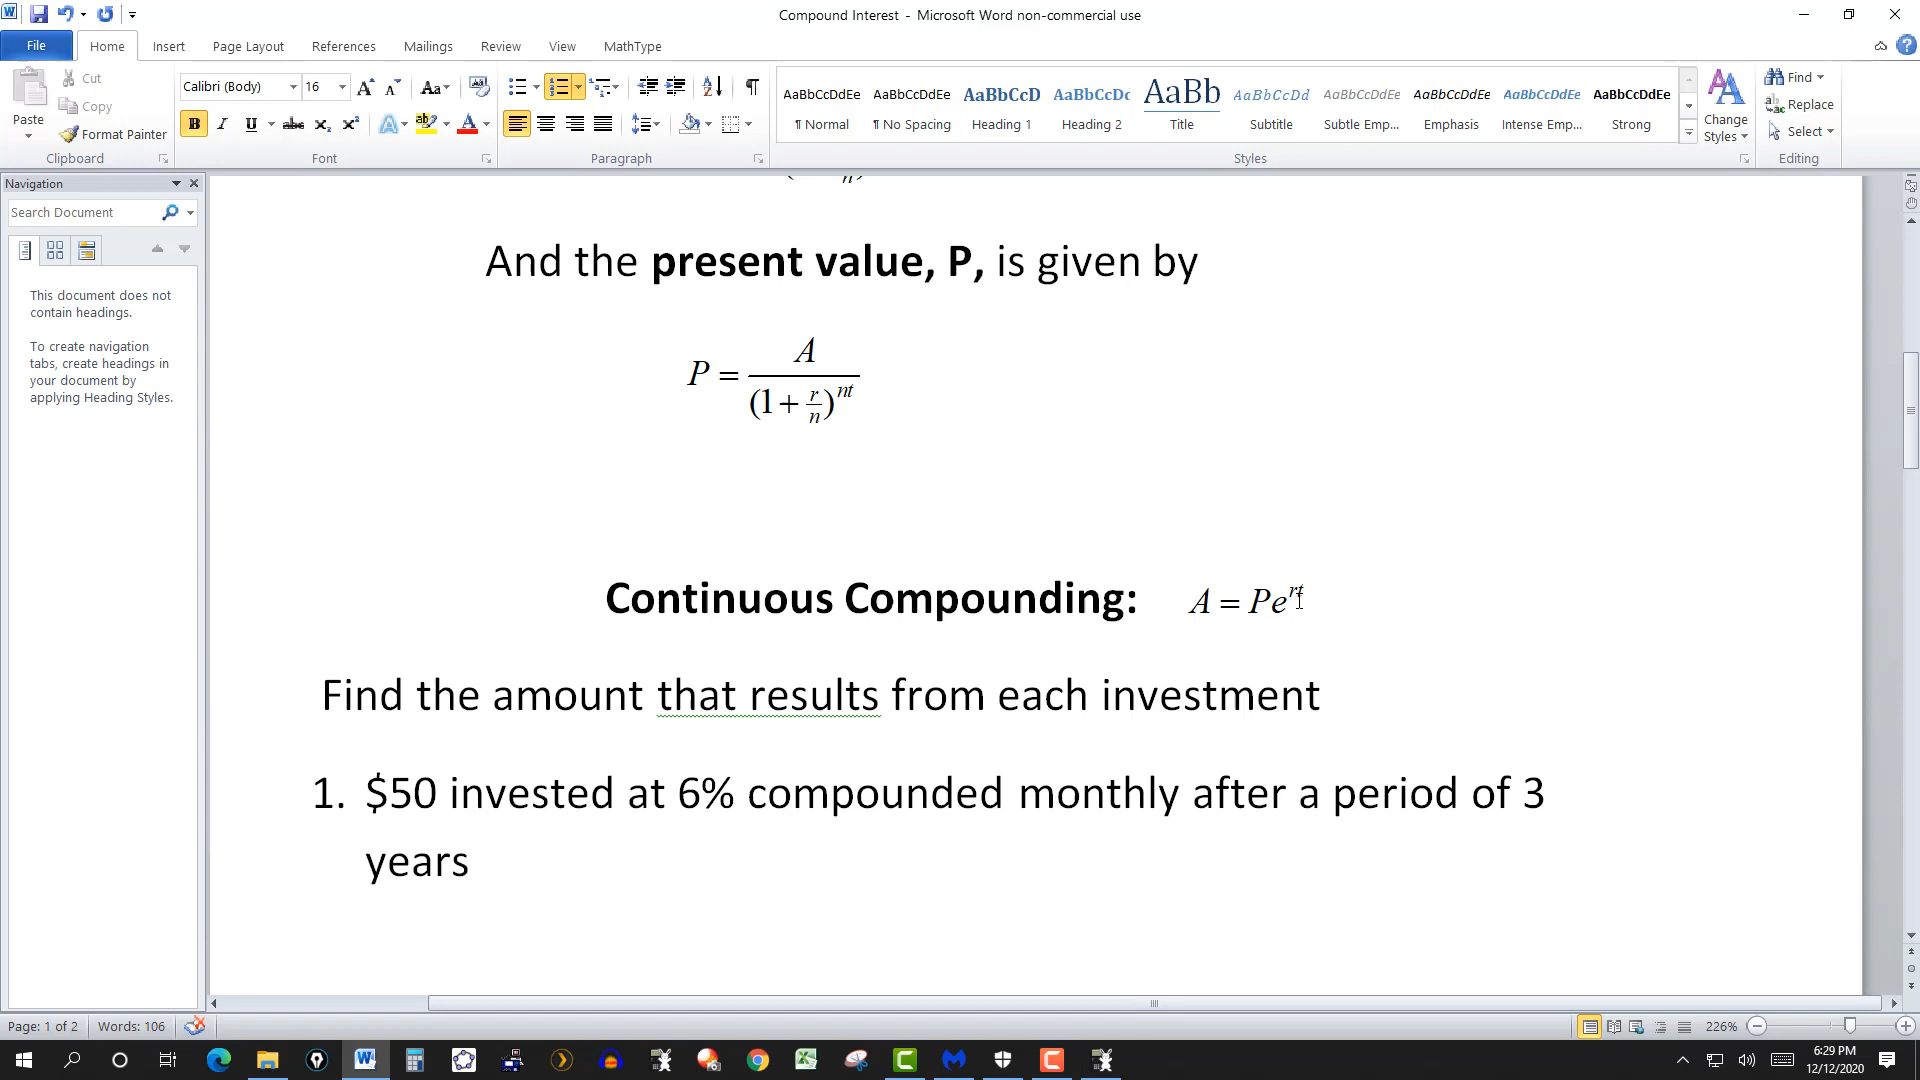 Compound Interest - Microsoft Word non-commercial use
File Home Insert Page Layout References Mailings Review View MathType
Paste
Cut
Copy
Format Painter
Clipboard
Calibri (Body) 16
Font
Paragraph
AaBbCcDdEe AaBbCcDdEe AaBbCcD AaBbCcDc AaBb AaBbCcDd AaBbCcDdEe AaBbCcDdEe AaBbCcDdEe AaBbCcDdEe
¶ Normal ¶ No Spacing Heading 1 Heading 2 Title Subtitle Subtle Emp... Emphasis Intense Emp... Strong
Styles
Change
Styles
Find
Replace
Select
Editing
Navigation
Search Document
This document does not
contain headings.
To create navigation
tabs, create headings in
your document by
applying Heading Styles.
And the present value, P, is given by
P = A / (1 + r/n)^nt
Continuous Compounding: A = Pe^rt
Find the amount that results from each investment
1. $50 invested at 6% compounded monthly after a period of 3
years
Page: 1 of 2 Words: 106
226%
6:29 PM
12/12/2020